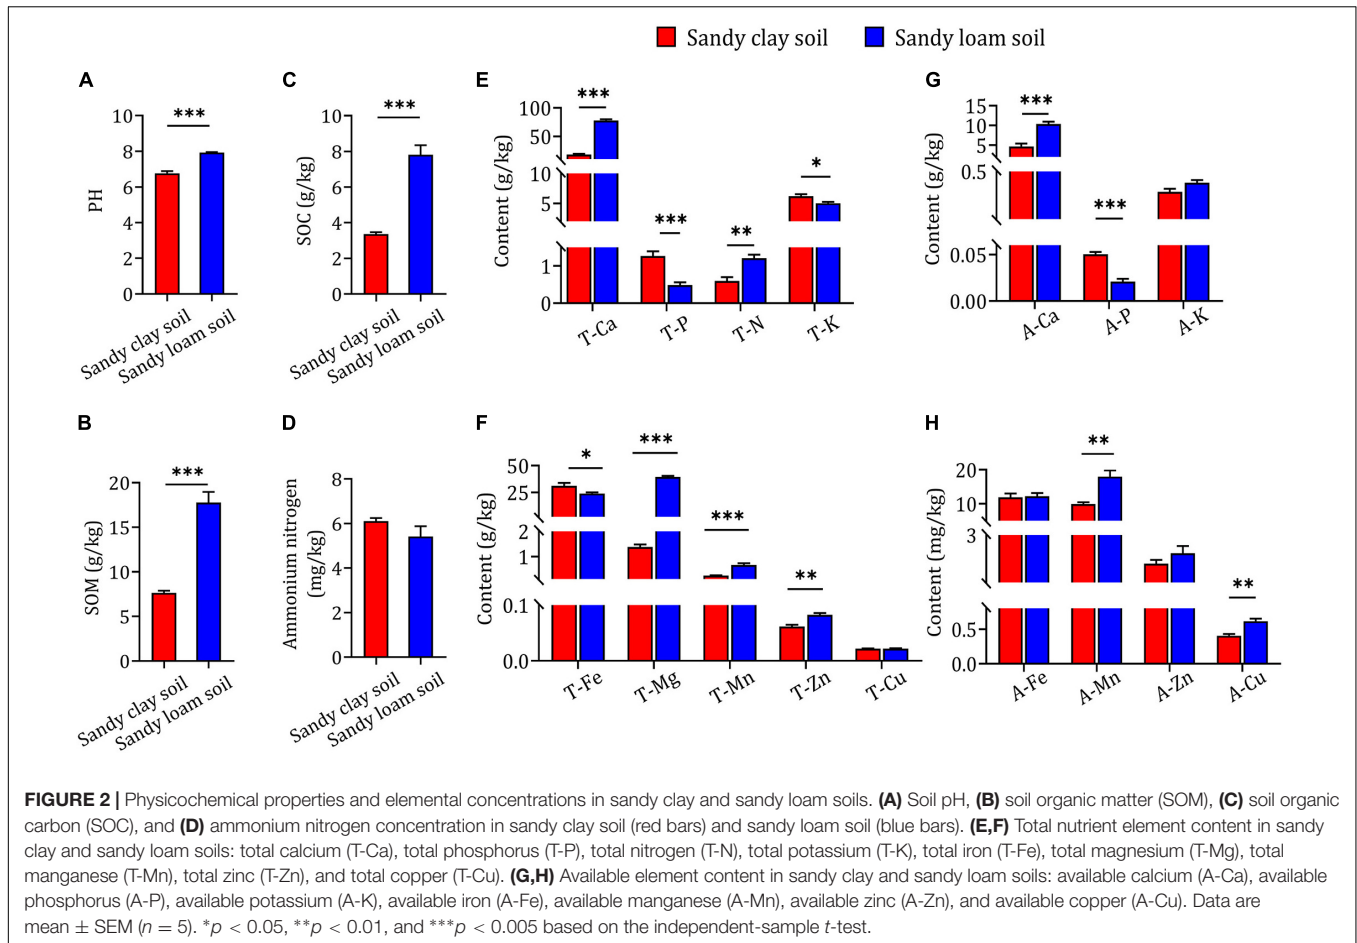 Sandy clay soil Sandy loam soil
A
***
10
8
6
4
2
0
PH
Sandy clay soil
Sandy loam soil
C
***
10
8
6
4
2
0
SOC (g/kg)
Sandy clay soil
Sandy loam soil
E
***
***
**
*
100
50
10
5
1
0
Content (g/kg)
T-Ca T-P T-N T-K
G
***
***
15
10
5
0.5
0.05
0.00
Content (g/kg)
A-Ca A-P A-K
B
***
20
15
10
5
0
SOM (g/kg)
Sandy clay soil
Sandy loam soil
D
8
6
4
2
0
Ammonium nitrogen
(mg/kg)
Sandy clay soil
Sandy loam soil
F
*
***
***
**
50
25
2
1
0.1
0.0
Content (g/kg)
T-Fe T-Mg T-Mn T-Zn T-Cu
H
**
**
20
10
3
0.5
0.0
Content (mg/kg)
A-Fe A-Mn A-Zn A-Cu
FIGURE 2 | Physicochemical properties and elemental concentrations in sandy clay and sandy loam soils. (A) Soil pH, (B) soil organic matter (SOM), (C) soil organic
carbon (SOC), and (D) ammonium nitrogen concentration in sandy clay soil (red bars) and sandy loam soil (blue bars). (E,F) Total nutrient element content in sandy
clay and sandy loam soils: total calcium (T-Ca), total phosphorus (T-P), total nitrogen (T-N), total potassium (T-K), total iron (T-Fe), total magnesium (T-Mg), total
manganese (T-Mn), total zinc (T-Zn), and total copper (T-Cu). (G,H) Available element content in sandy clay and sandy loam soils: available calcium (A-Ca), available
phosphorus (A-P), available potassium (A-K), available iron (A-Fe), available manganese (A-Mn), available zinc (A-Zn), and available copper (A-Cu). Data are
mean ± SEM (n = 5). *p < 0.05, **p < 0.01, and ***p < 0.005 based on the independent-sample t-test.